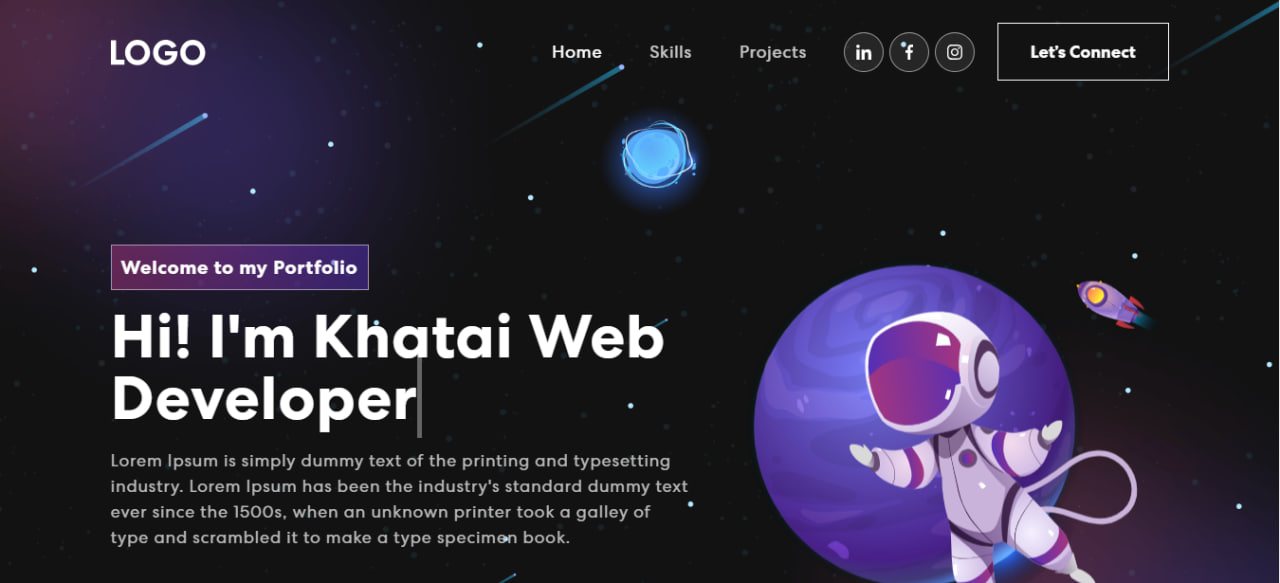 LOGO
Home Skills Projects Let's Connect
Welcome to my Portfolio
Hi! I'm Khatai Web
Developer
Lorem Ipsum is simply dummy text of the printing and typesetting
industry. Lorem Ipsum has been the industry's standard dummy text
ever since the 1500s, when an unknown printer took a galley of
type and scrambled it to make a type specimen book.